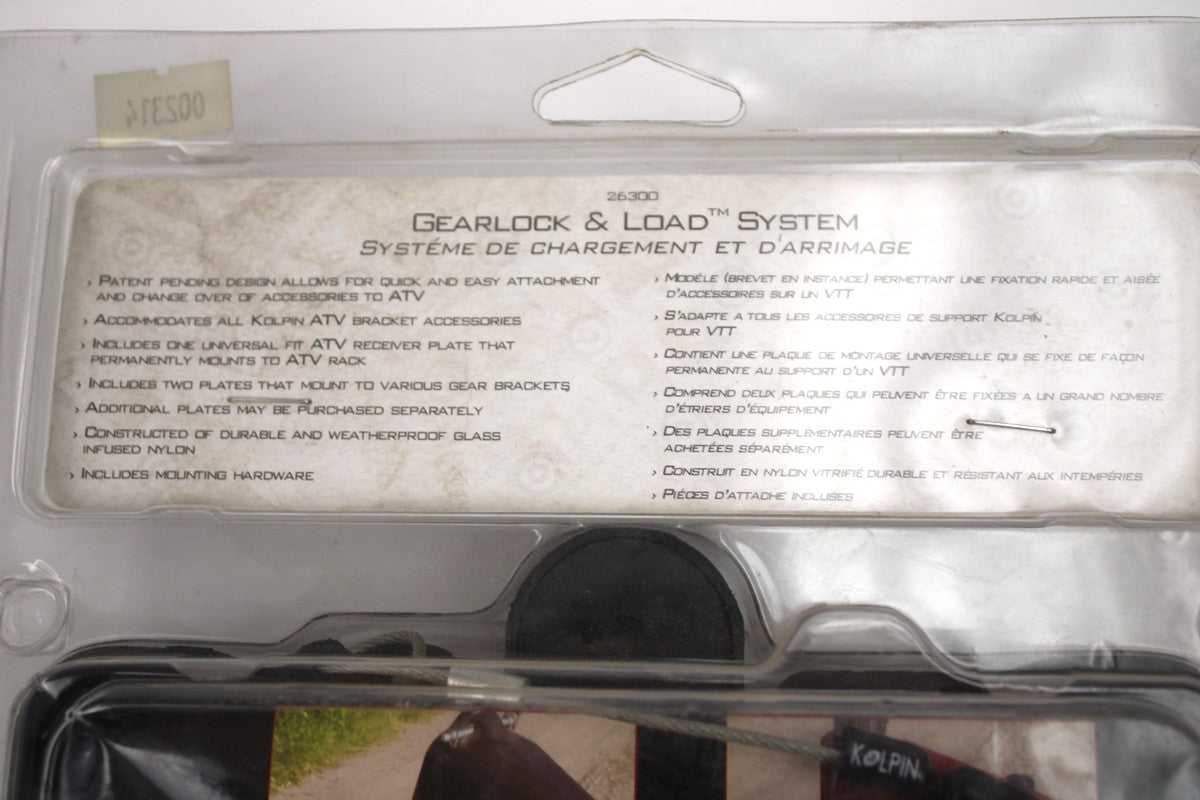 002314
26300
GEARLOCK & LOAD™ SYSTEM
SYSTÉME DE CHARGEMENT ET D'ARRIMAGE
› PATENT PENDING DESIGN ALLOWS FOR QUICK AND EASY ATTACHMENT
AND CHANGE OVER OF ACCESSORIES TO ATV
› ACCOMMODATES ALL KOLPIN ATV BRACKET ACCESSORIES
› INCLUDES ONE UNIVERSAL FIT ATV RECEIVER PLATE THAT
PERMANENTLY MOUNTS TO ATV RACK
› INCLUDES TWO PLATES THAT MOUNT TO VARIOUS GEAR BRACKETS
› ADDITIONAL PLATES MAY BE PURCHASED SEPARATELY
› CONSTRUCTED OF DURABLE AND WEATHERPROOF GLASS
INFUSED NYLON
› INCLUDES MOUNTING HARDWARE
› MODÉLE (BREVET EN INSTANCE) PERMETTANT UNE FIXATION RAPIDE ET AISÉE
D'ACCESSOIRES SUR UN VTT
› S'ADAPTE A TOUS LES ACCESSOIRES DE SUPPORT KOLPIN
POUR VTT
› CONTIENT UNE PLAQUE DE MONTAGE UNIVERSELLE QUI SE FIXE DE FAÇON
PERMANENTE AU SUPPORT D'UN VTT
› COMPREND DEUX PLAQUES QUI PEUVENT ÊTRE FIXÉES A UN GRAND NOMBRE
D'ÉTRIERS D'ÉQUIPEMENT
› DES PLAQUES SUPPLÉMENTAIRES PEUVENT ÊTRE
ACHETÉES SÉPARÉMENT
› CONSTRUIT EN NYLON VITRIFIÉ DURABLE ET RÉSISTANT AUX INTEMPÉRIES
› PIÉCES D'ATTACHE INCLUSES
KOLPIN